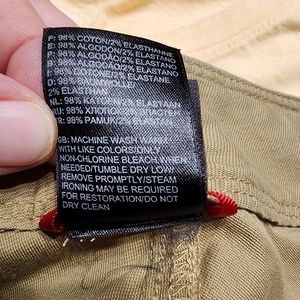 F: 98% COTON/2% ELASTHANNE
E: 98% ALGODÓN/2% ELASTANO
P: 98% ALGODÃO/2% ELASTANO
I: 98% COTONE/2% ELASTANE
D: 98% BAUMWOLLE/
2% ELASTHAN
NL: 98% KATOEN/2% ELASTAAN
RU: 98% ХЛОПОК/2%
TR: 98% PAMUK/2% ELASTAN
GB: MACHINE WASH WARM
WITH LIKE COLORS/ONLY
NON-CHLORINE BLEACH WHEN
NEEDED/TUMBLE DRY LOW/
REMOVE PROMPTLY/STEAM
IRONING MAY BE REQUIRED
FOR RESTORATION/DO NOT
DRY CLEAN